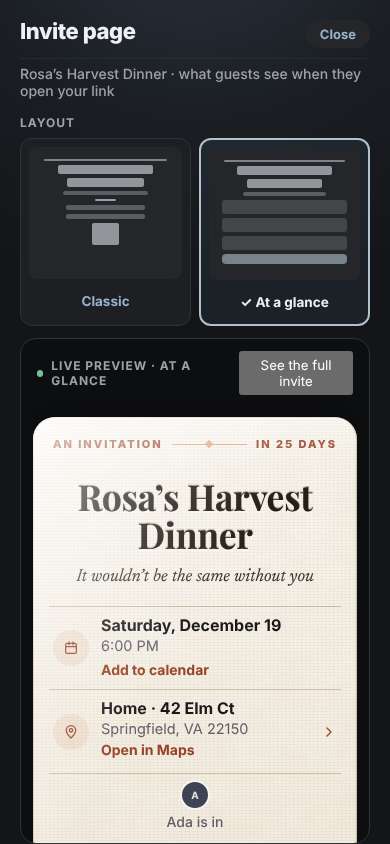 Invite page
Close
Rosa’s Harvest Dinner · what guests see when they
open your link
LAYOUT
Classic
✓ At a glance
LIVE PREVIEW · AT A
GLANCE
See the full
invite
AN INVITATION
IN 25 DAYS
Rosa’s Harvest
Dinner
It wouldn’t be the same without you
Saturday, December 19
6:00 PM
Add to calendar
Home · 42 Elm Ct
Springfield, VA 22150
Open in Maps
A
Ada is in